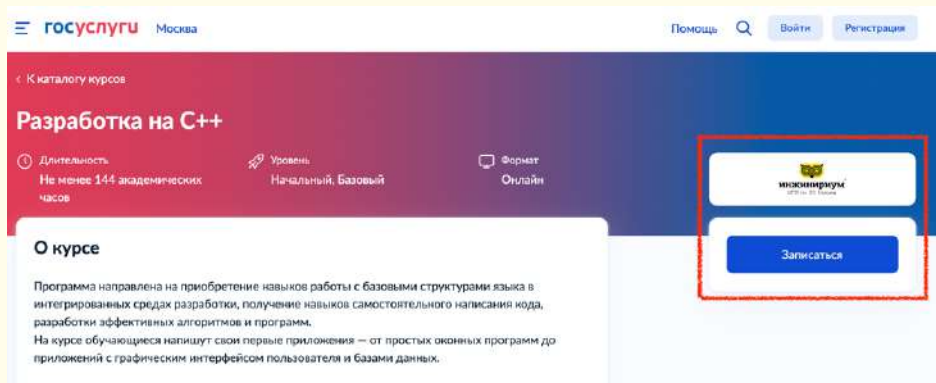 госуслуги Москва Помощь Войти Регистрация
К каталогу курсов
Разработка на С++
Длительность Уровень Формат
Не менее 144 академических Начальный, Базовый Онлайн
часов
инжинириум
О курсе
Записаться
Программа направлена на приобретение навыков работы с базовыми структурами языка в
интегрированных средах разработки, получение навыков самостоятельного написания кода,
разработки эффективных алгоритмов и программ.
На курсе обучающиеся напишут свои первые приложения — от простых оконных программ до
приложений с графическим интерфейсом пользователя и базами данных.